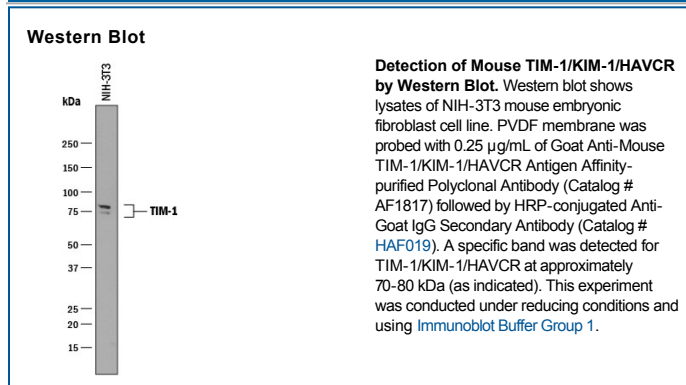 Western Blot
NIH-3T3
kDa
250
150
100
75
TIM-1
50
37
25
20
15
Detection of Mouse TIM-1/KIM-1/HAVCR
by Western Blot. Western blot shows
lysates of NIH-3T3 mouse embryonic
fibroblast cell line. PVDF membrane was
probed with 0.25 µg/mL of Goat Anti-Mouse
TIM-1/KIM-1/HAVCR Antigen Affinity-
purified Polyclonal Antibody (Catalog #
AF1817) followed by HRP-conjugated Anti-
Goat IgG Secondary Antibody (Catalog #
HAF019). A specific band was detected for
TIM-1/KIM-1/HAVCR at approximately
70-80 kDa (as indicated). This experiment
was conducted under reducing conditions and
using Immunoblot Buffer Group 1.